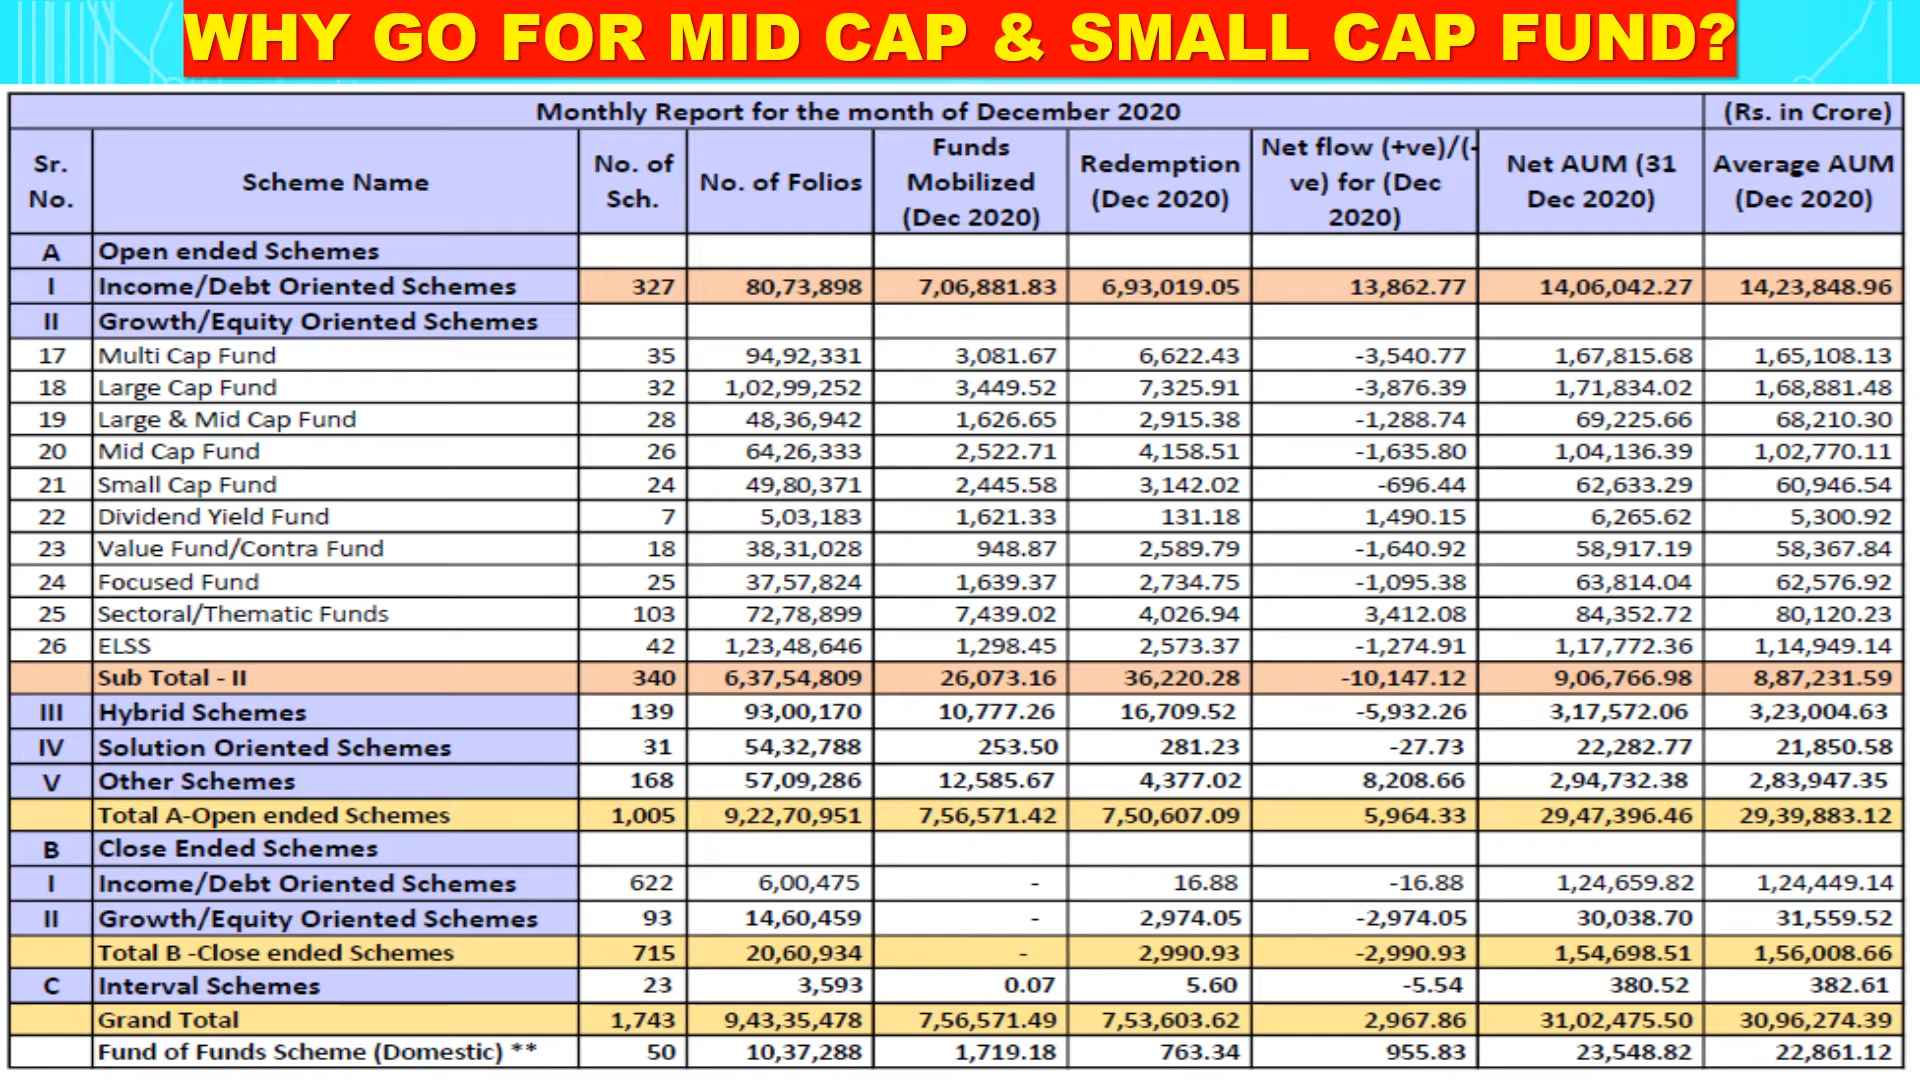 WHY GO FOR MID CAP & SMALL CAP FUND?
Monthly Report for the month of December 2020 (Rs. in Crore)
Sr. No. Scheme Name No. of Sch. No. of Folios Funds Mobilized (Dec 2020) Redemption (Dec 2020) Net flow (+ve)/(-ve) for (Dec 2020) Net AUM (31 Dec 2020) Average AUM (Dec 2020)
A Open ended Schemes
I Income/Debt Oriented Schemes 327 80,73,898 7,06,881.83 6,93,019.05 13,862.77 14,06,042.27 14,23,848.96
II Growth/Equity Oriented Schemes
17 Multi Cap Fund 35 94,92,331 3,081.67 6,622.43 -3,540.77 1,67,815.68 1,65,108.13
18 Large Cap Fund 32 1,02,99,252 3,449.52 7,325.91 -3,876.39 1,71,834.02 1,68,881.48
19 Large & Mid Cap Fund 28 48,36,942 1,626.65 2,915.38 -1,288.74 69,225.66 68,210.30
20 Mid Cap Fund 26 64,26,333 2,522.71 4,158.51 -1,635.80 1,04,136.39 1,02,770.11
21 Small Cap Fund 24 49,80,371 2,445.58 3,142.02 -696.44 62,633.29 60,946.54
22 Dividend Yield Fund 7 5,03,183 1,621.33 131.18 1,490.15 6,265.62 5,300.92
23 Value Fund/Contra Fund 18 38,31,028 948.87 2,589.79 -1,640.92 58,917.19 58,367.84
24 Focused Fund 25 37,57,824 1,639.37 2,734.75 -1,095.38 63,814.04 62,576.92
25 Sectoral/Thematic Funds 103 72,78,899 7,439.02 4,026.94 3,412.08 84,352.72 80,120.23
26 ELSS 42 1,23,48,646 1,298.45 2,573.37 -1,274.91 1,17,772.36 1,14,949.14
Sub Total - II 340 6,37,54,809 26,073.16 36,220.28 -10,147.12 9,06,766.98 8,87,231.59
III Hybrid Schemes 139 93,00,170 10,777.26 16,709.52 -5,932.26 3,17,572.06 3,23,004.63
IV Solution Oriented Schemes 31 54,32,788 253.50 281.23 -27.73 22,282.77 21,850.58
V Other Schemes 168 57,09,286 12,585.67 4,377.02 8,208.66 2,94,732.38 2,83,947.35
Total A-Open ended Schemes 1,005 9,22,70,951 7,56,571.42 7,50,607.09 5,964.33 29,47,396.46 29,39,883.12
B Close Ended Schemes
I Income/Debt Oriented Schemes 622 6,00,475 - 16.88 -16.88 1,24,659.82 1,24,449.14
II Growth/Equity Oriented Schemes 93 14,60,459 - 2,974.05 -2,974.05 30,038.70 31,559.52
Total B -Close ended Schemes 715 20,60,934 - 2,990.93 -2,990.93 1,54,698.51 1,56,008.66
C Interval Schemes 23 3,593 0.07 5.60 -5.54 380.52 382.61
Grand Total 1,743 9,43,35,478 7,56,571.49 7,53,603.62 2,967.86 31,02,475.50 30,96,274.39
Fund of Funds Scheme (Domestic) ** 50 10,37,288 1,719.18 763.34 955.83 23,548.82 22,861.12